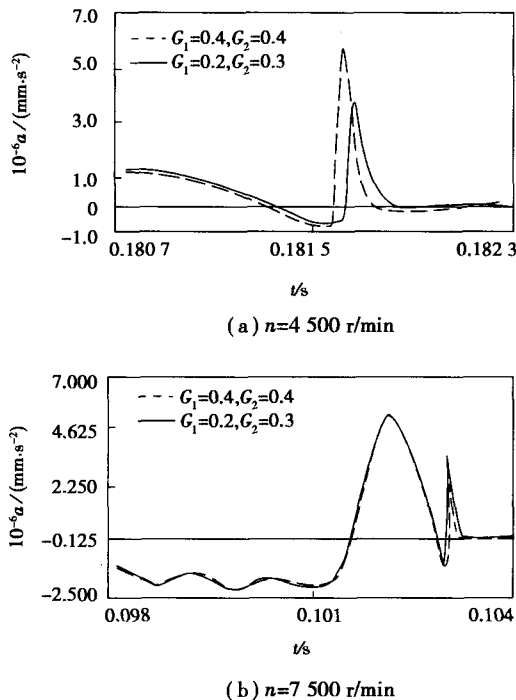 7.0
G₁=0.4,G₂=0.4
G₁=0.2,G₂=0.3
5.0
3.0
1.0
0
-1.0
10⁻⁶a/(mm·s⁻²)
0.180 7
0.181 5
0.182 3
t/s
(a) n=4 500 r/min
7.000
G₁=0.4,G₂=0.4
G₁=0.2,G₂=0.3
4.625
2.250
-0.125
-2.500
10⁻⁶a/(mm·s⁻²)
0.098
0.101
0.104
t/s
(b) n=7 500 r/min